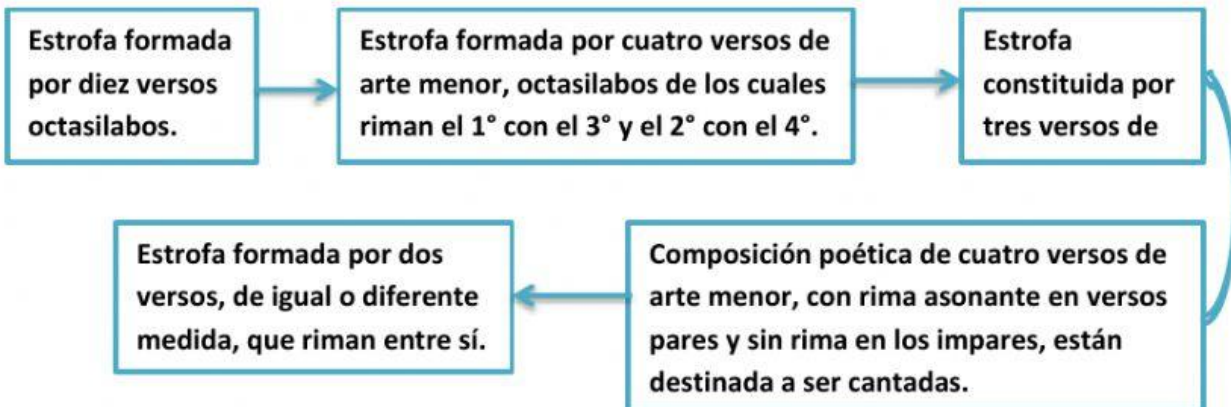 Estrofa formada
por diez versos
octasilabos.
Estrofa formada por cuatro versos de
arte menor, octasilabos de los cuales
riman el 1° con el 3° y el 2° con el 4°.
Estrofa
constituida por
tres versos de
Composición poética de cuatro versos de
arte menor, con rima asonante en versos
pares y sin rima en los impares, están
destinada a ser cantadas.
Estrofa formada por dos
versos, de igual o diferente
medida, que riman entre sí.